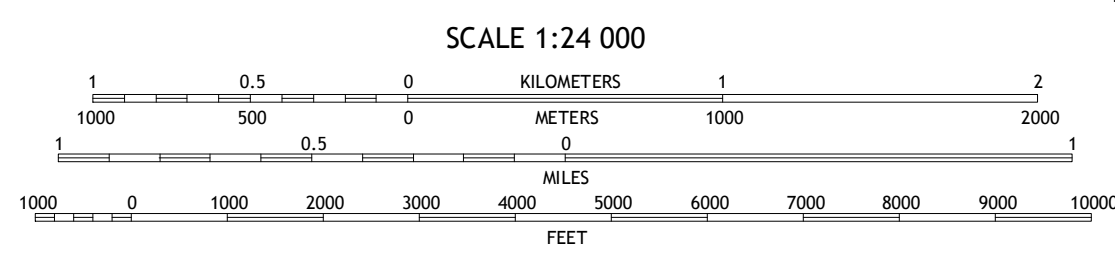 SCALE 1:24 000
1 0.5 0 KILOMETERS 1 2
1000 500 0 METERS 1000 2000
1 0.5 0 1
MILES
1000 0 1000 2000 3000 4000 5000 6000 7000 8000 9000 10000
FEET